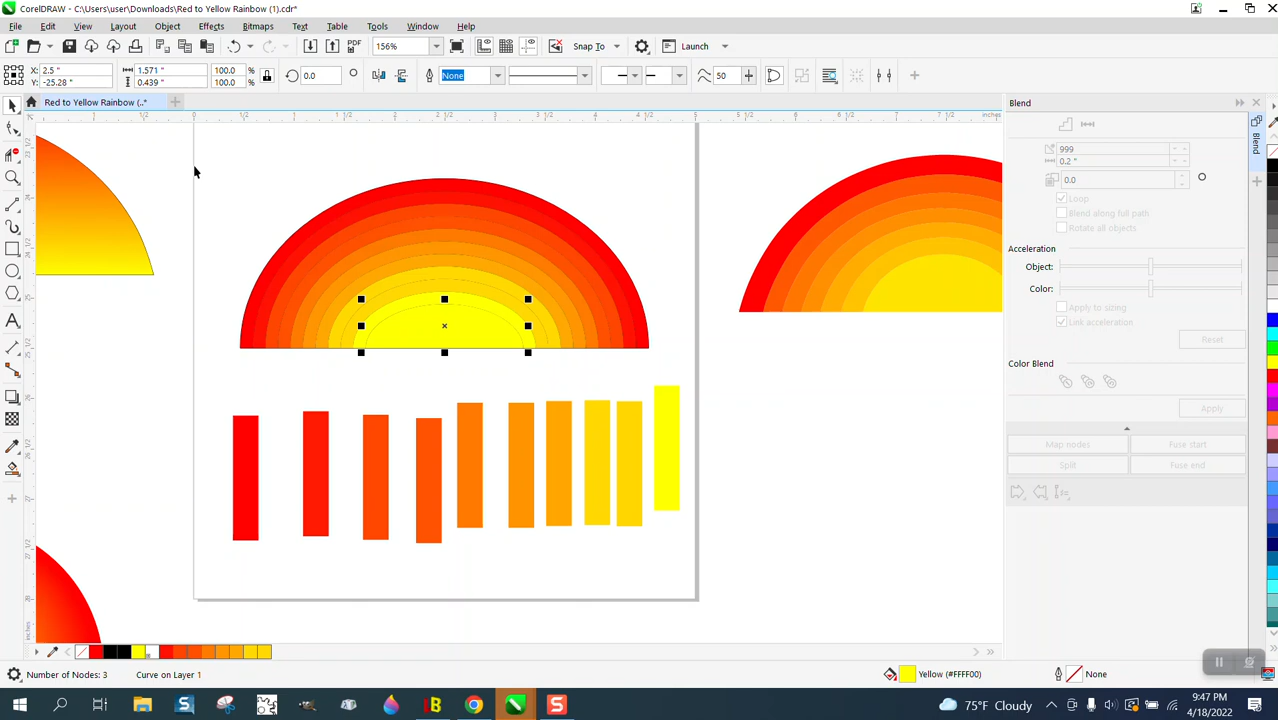 CorelDRAW - C:\Users\user\Downloads\Red to Yellow Rainbow (1).cdr*
File Edit View Layout Object Effects Bitmaps Text Table Tools Window Help
PDF 156% Snap To Launch
X: 2.5 " 1.571 " 100.0 % 0.0 None 50
Y: -25.28 " 0.439 " 100.0 %
Red to Yellow Rainbow (..*
Blend
inches
999
0.2 "
0.0
Loop
Blend along full path
Rotate all objects
Acceleration
Object:
Color:
Apply to sizing
Link acceleration
Reset
Color Blend
Apply
Map nodes Fuse start
Split Fuse end
Blend
inches
Number of Nodes: 3 Curve on Layer 1 Yellow (#FFFF00) None
75°F Cloudy 9:47 PM
4/18/2022